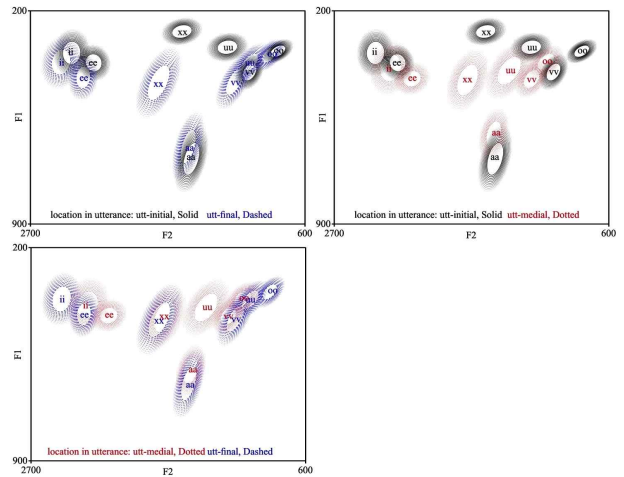 200
200
xx
xx
uu
uu
oo
oo
ii
ii
ii
ee
ee
ii
ee
ee
uu
vv
vv
xx
xx
uu
oo
vv
vv
F1
F1
aa
aa
aa
aa
location in utterance: utt-initial, Solid utt-final, Dashed
location in utterance: utt-initial, Solid utt-medial, Dotted
900
900
2700
F2
600
2700
F2
600
200
ii
ii
ee
ee
uu
uu
oo
xx
xx
vv
F1
aa
aa
location in utterance: utt-medial, Dotted utt-final, Dashed
900
2700
F2
600